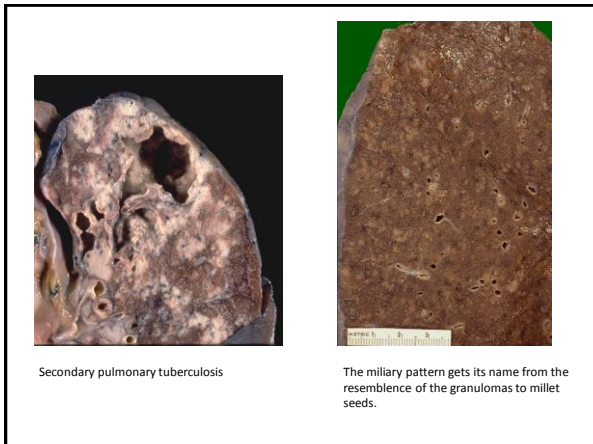 Secondary pulmonary tuberculosis
The miliary pattern gets its name from the
resemblence of the granulomas to millet
seeds.